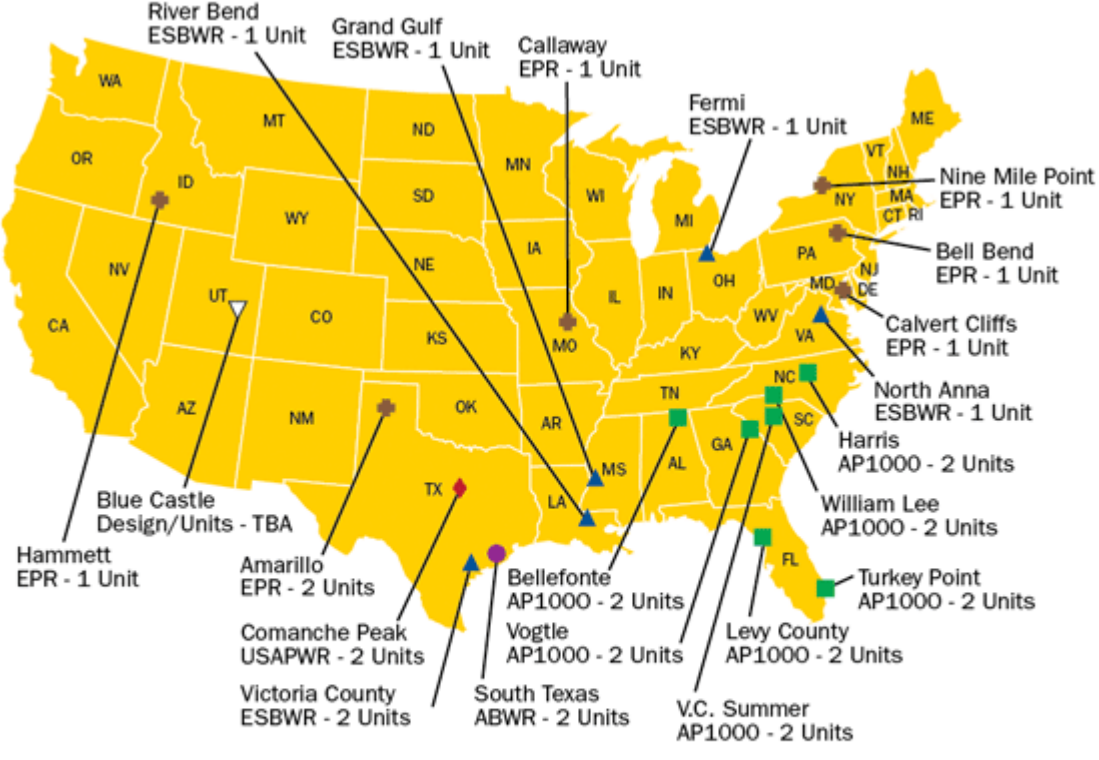 River Bend
ESBWR - 1 Unit
Grand Gulf
ESBWR - 1 Unit
Callaway
EPR - 1 Unit
Fermi
ESBWR - 1 Unit
Nine Mile Point
EPR - 1 Unit
Bell Bend
EPR - 1 Unit
Calvert Cliffs
EPR - 1 Unit
North Anna
ESBWR - 1 Unit
Harris
AP1000 - 2 Units
William Lee
AP1000 - 2 Units
Turkey Point
AP1000 - 2 Units
Levy County
AP1000 - 2 Units
V.C. Summer
AP1000 - 2 Units
Bellefonte
AP1000 - 2 Units
Vogtle
AP1000 - 2 Units
South Texas
ABWR - 2 Units
Blue Castle
Design/Units - TBA
Hammett
EPR - 1 Unit
Amarillo
EPR - 2 Units
Comanche Peak
USAPWR - 2 Units
Victoria County
ESBWR - 2 Units
WA
OR
ID
MT
ND
MN
SD
WY
WI
MI
ME
VT
NH
MA
NY
CT
RI
NV
UT
CO
NE
IA
IL
IN
OH
PA
NJ
MD
DE
CA
KS
MO
WV
VA
KY
AZ
NM
OK
AR
TN
NC
SC
TX
LA
MS
AL
GA
FL